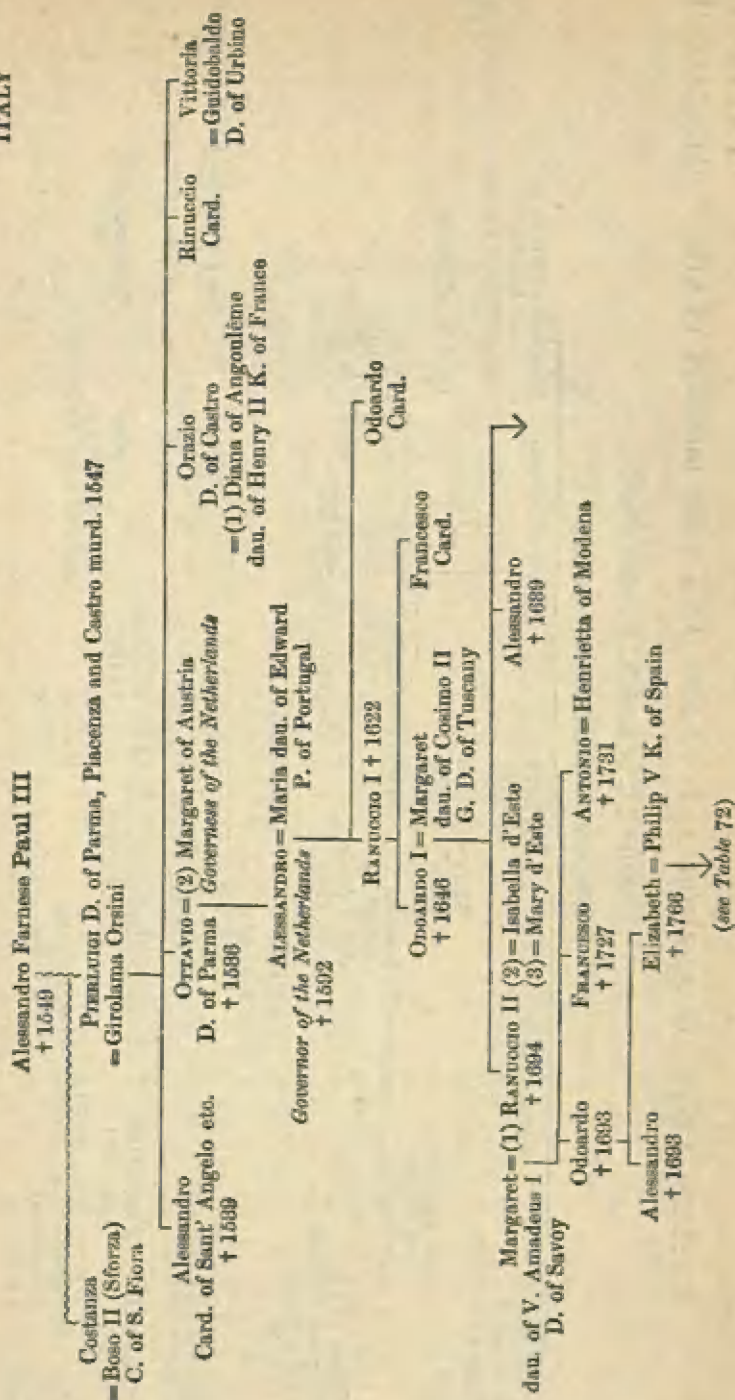 ITALY
Alessandro Farnese Paul III
† 1549
Costanza
=Boso II (Sforza)
C. of S. Fiora
PIERLUIGI D. of Parma, Piacenza and Castro murd. 1547
=Girolama Orsini
Alessandro
Card. of Sant' Angelo etc.
† 1589
OTTAVIO=(2) Margaret of Austria
D. of Parma Governess of the Netherlands
† 1586
Orazio
D. of Castro
=(1) Diana of Angoulême
dau. of Henry II K. of France
Rinuccio
Card.
Vittoria
=Guidobaldo
D. of Urbino
ALESSANDRO=Maria dau. of Edward
Governor of the Netherlands P. of Portugal
† 1592
RANUCCIO I † 1622
Odoardo
Card.
ODOARDO I=Margaret
† 1646 dau. of Cosimo II
G. D. of Tuscany
Francesco
Card.
Margaret=(1) RANUCCIO II (2)=Isabella d'Este
dau. of V. Amadeus I † 1694 (3)=Mary d'Este
D. of Savoy
Alessandro
† 1689
Odoardo
† 1693
FRANCESCO
† 1727
ANTONIO=Henrietta of Modena
† 1731
Alessandro
† 1693
Elizabeth=Philip V K. of Spain
† 1766
(see Table 72)